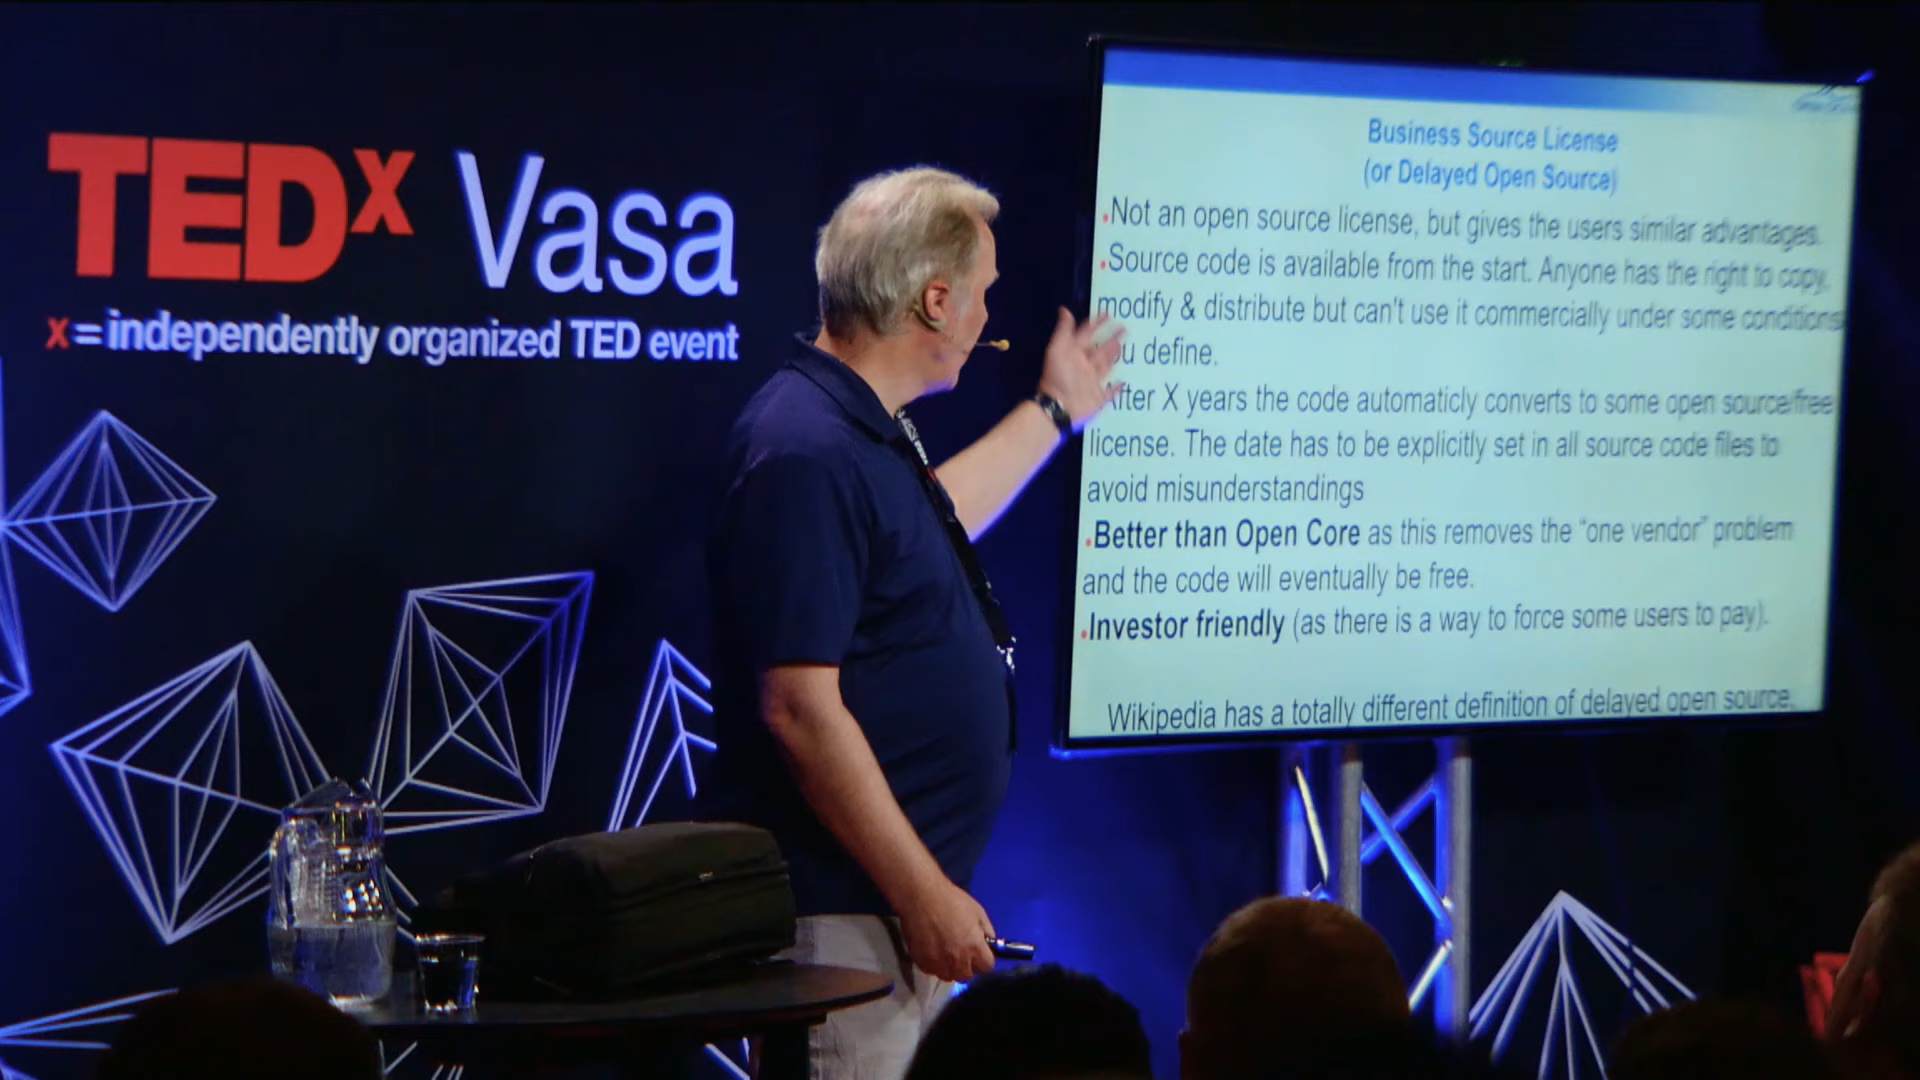 TEDx Vasa
x = independently organized TED event
Business Source License
(or Delayed Open Source)
•Not an open source license, but gives the users similar advantages.
•Source code is available from the start. Anyone has the right to copy,
modify & distribute but can't use it commercially under some conditions
u define.
After X years the code automaticly converts to some open source/free
license. The date has to be explicitly set in all source code files to
avoid misunderstandings
•Better than Open Core as this removes the “one vendor” problem
and the code will eventually be free.
•Investor friendly (as there is a way to force some users to pay).
Wikipedia has a totally different definition of delayed open source.